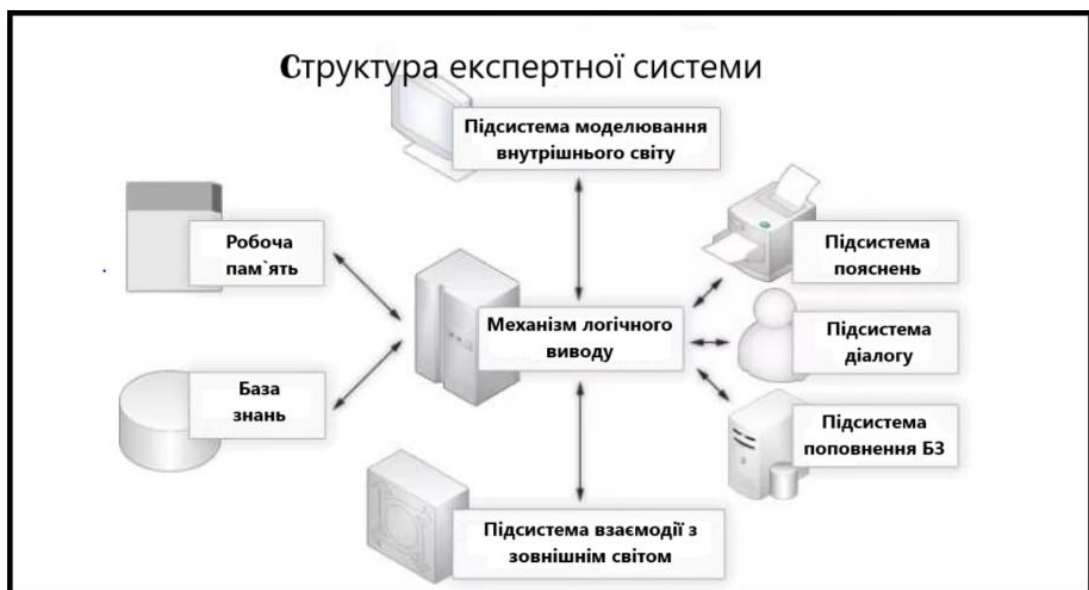 Структура експертної системи
Підсистема моделювання
внутрішнього світу
Робоча
пам`ять
Підсистема
пояснень
Механізм логічного
виводу
Підсистема
діалогу
База
знань
Підсистема
поповнення БЗ
Підсистема взаємодії з
зовнішнім світом